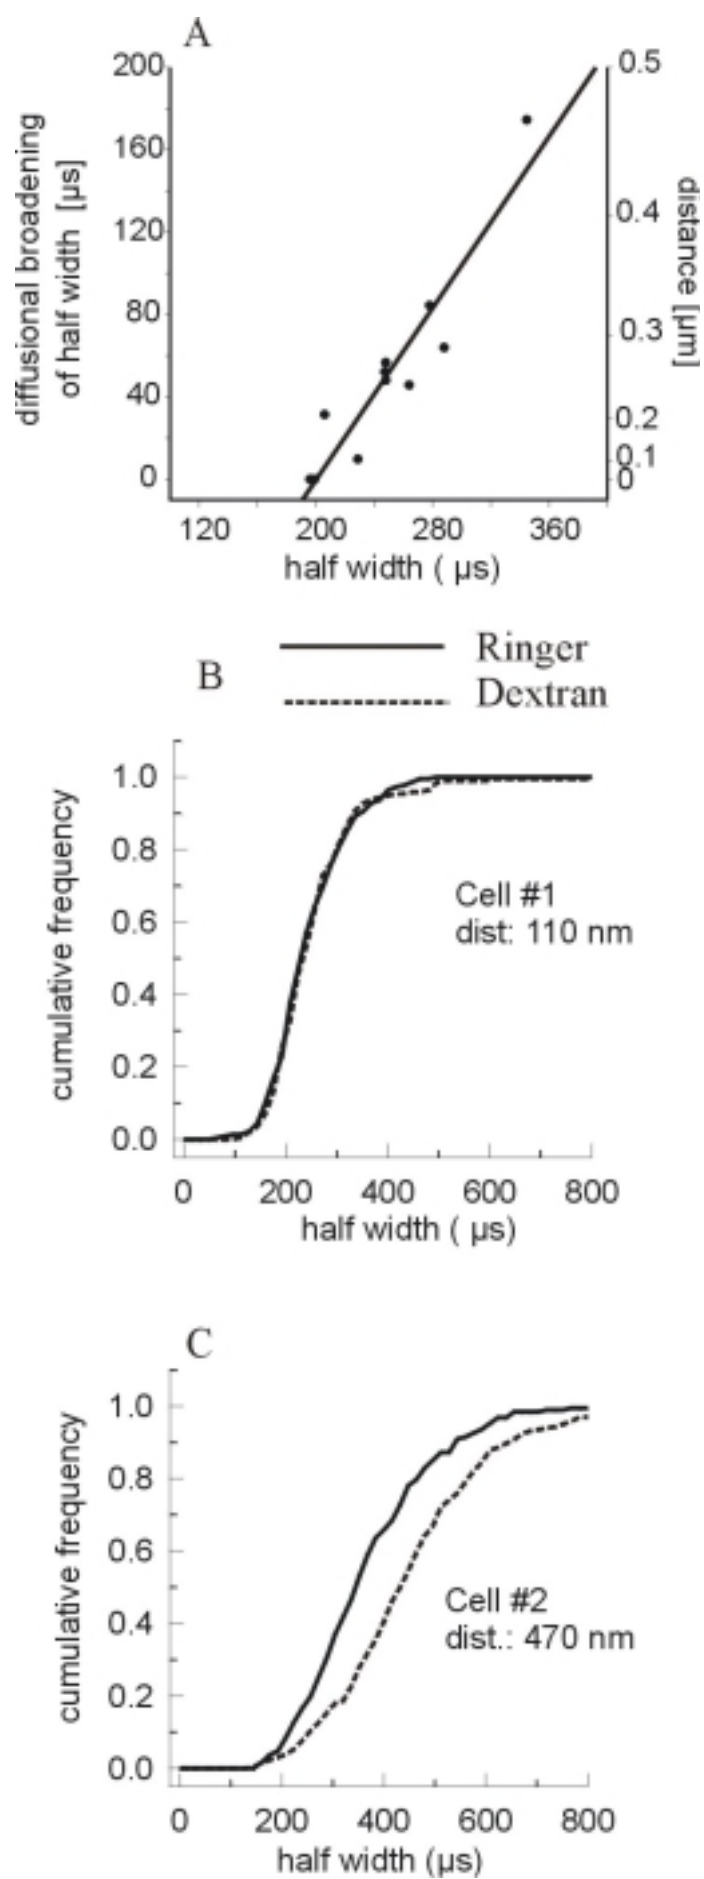 A
diffusional broadening
of half width [µs]
200
160
120
80
40
0
0.5
0.4
0.3
0.2
0.1
0
distance [µm]
120 200 280 360
half width ( µs)
Ringer
B
Dextran
cumulative frequency
1.0
0.8
0.6
0.4
0.2
0.0
Cell #1
dist: 110 nm
0 200 400 600 800
half width ( µs)
C
cumulative frequency
1.0
0.8
0.6
0.4
0.2
0.0
Cell #2
dist.: 470 nm
0 200 400 600 800
half width (µs)